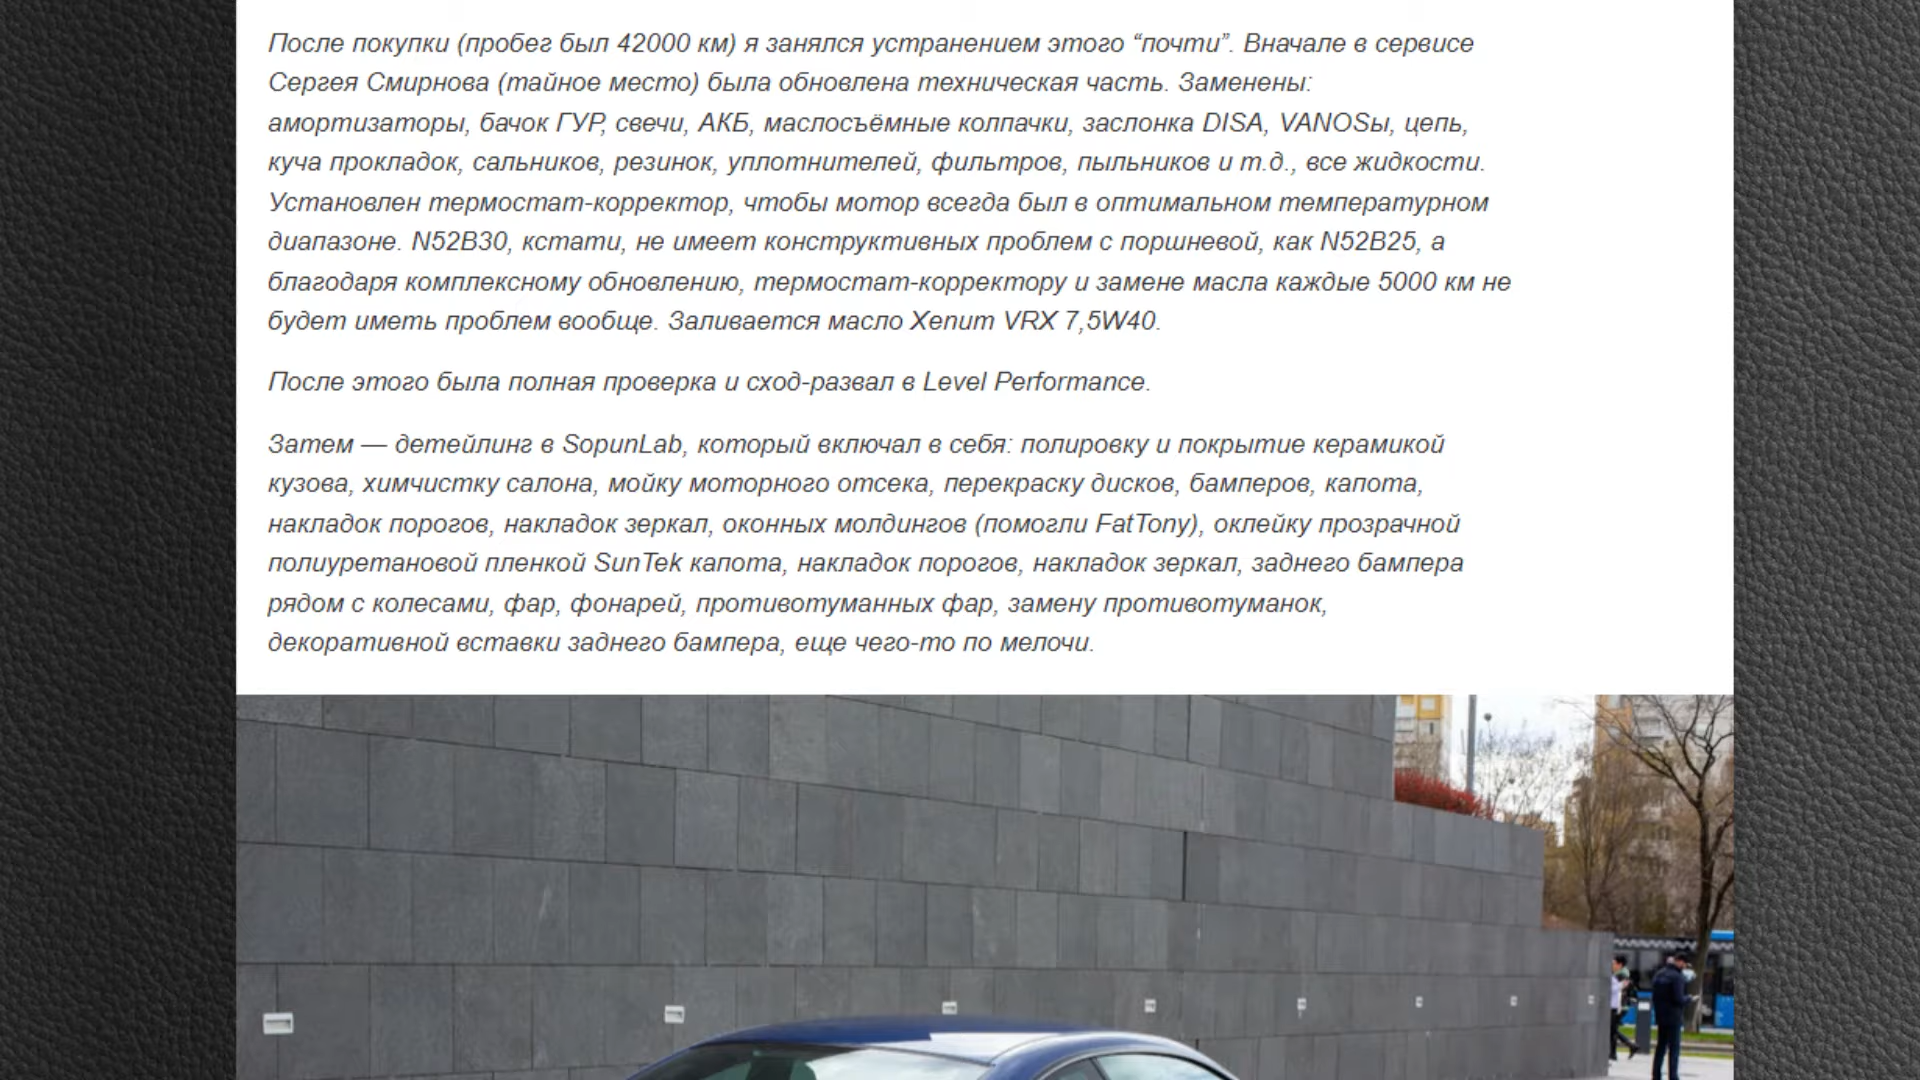 После покупки (пробег был 42000 км) я занялся устранением этого “почти”. Вначале в сервисе
Сергея Смирнова (тайное место) была обновлена техническая часть. Заменены:
амортизаторы, бачок ГУР, свечи, АКБ, маслосъёмные колпачки, заслонка DISA, VANOSы, цепь,
куча прокладок, сальников, резинок, уплотнителей, фильтров, пыльников и т.д., все жидкости.
Установлен термостат-корректор, чтобы мотор всегда был в оптимальном температурном
диапазоне. N52B30, кстати, не имеет конструктивных проблем с поршневой, как N52B25, а
благодаря комплексному обновлению, термостат-корректору и замене масла каждые 5000 км не
будет иметь проблем вообще. Заливается масло Xenum VRX 7,5W40.
После этого была полная проверка и сход-развал в Level Performance.
Затем — детейлинг в SopunLab, который включал в себя: полировку и покрытие керамикой
кузова, химчистку салона, мойку моторного отсека, перекраску дисков, бамперов, капота,
накладок порогов, накладок зеркал, оконных молдингов (помогли FatTony), оклейку прозрачной
полиуретановой пленкой SunTek капота, накладок порогов, накладок зеркал, заднего бампера
рядом с колесами, фар, фонарей, противотуманных фар, замену противотуманок,
декоративной вставки заднего бампера, еще чего-то по мелочи.